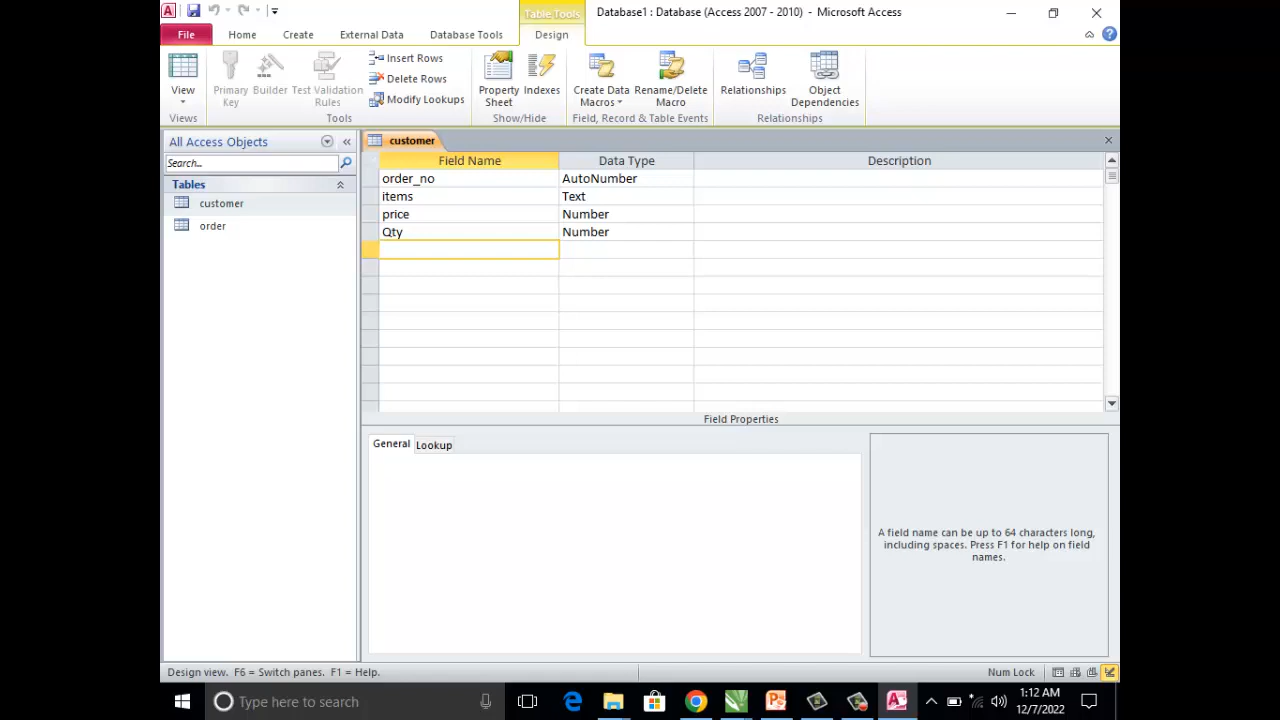 Table Tools
Database1 : Database (Access 2007 - 2010) - Microsoft Access
File Home Create External Data Database Tools Design
View
Primary Key
Builder
Test Validation Rules
Insert Rows
Delete Rows
Modify Lookups
Property Sheet
Indexes
Create Data Macros
Rename/Delete Macro
Relationships
Object Dependencies
Views Tools Show/Hide Field, Record & Table Events Relationships
All Access Objects
Search...
Tables
customer
order
customer
Field Name Data Type Description
order_no AutoNumber
items Text
price Number
Qty Number
Field Properties
General Lookup
A field name can be up to 64 characters long,
including spaces. Press F1 for help on field
names.
Design view. F6 = Switch panes. F1 = Help.
Num Lock
Type here to search
1:12 AM
12/7/2022